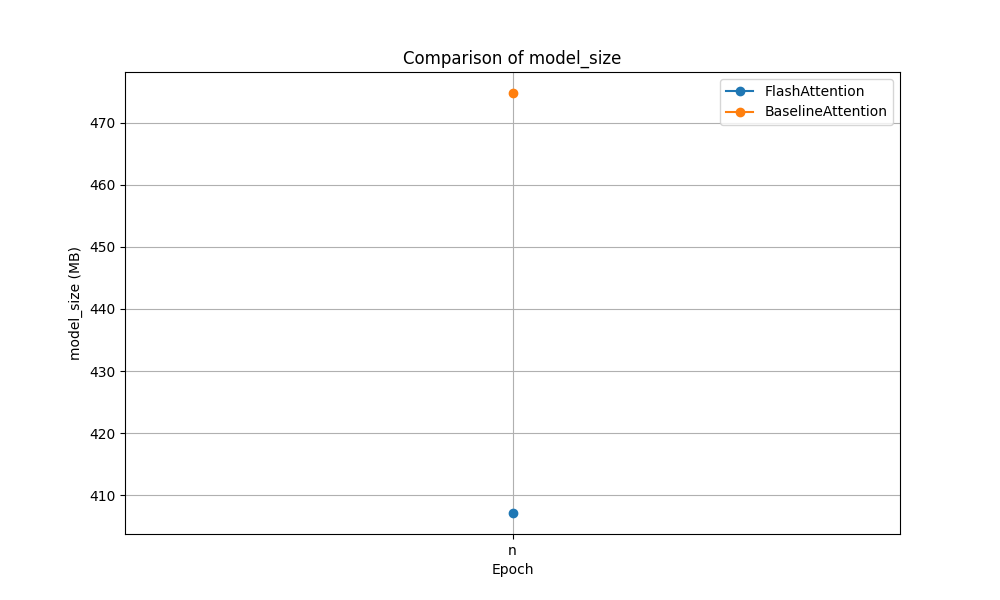 Comparison of model_size
FlashAttention
BaselineAttention
470
460
450
440
430
420
410
model_size (MB)
n
Epoch